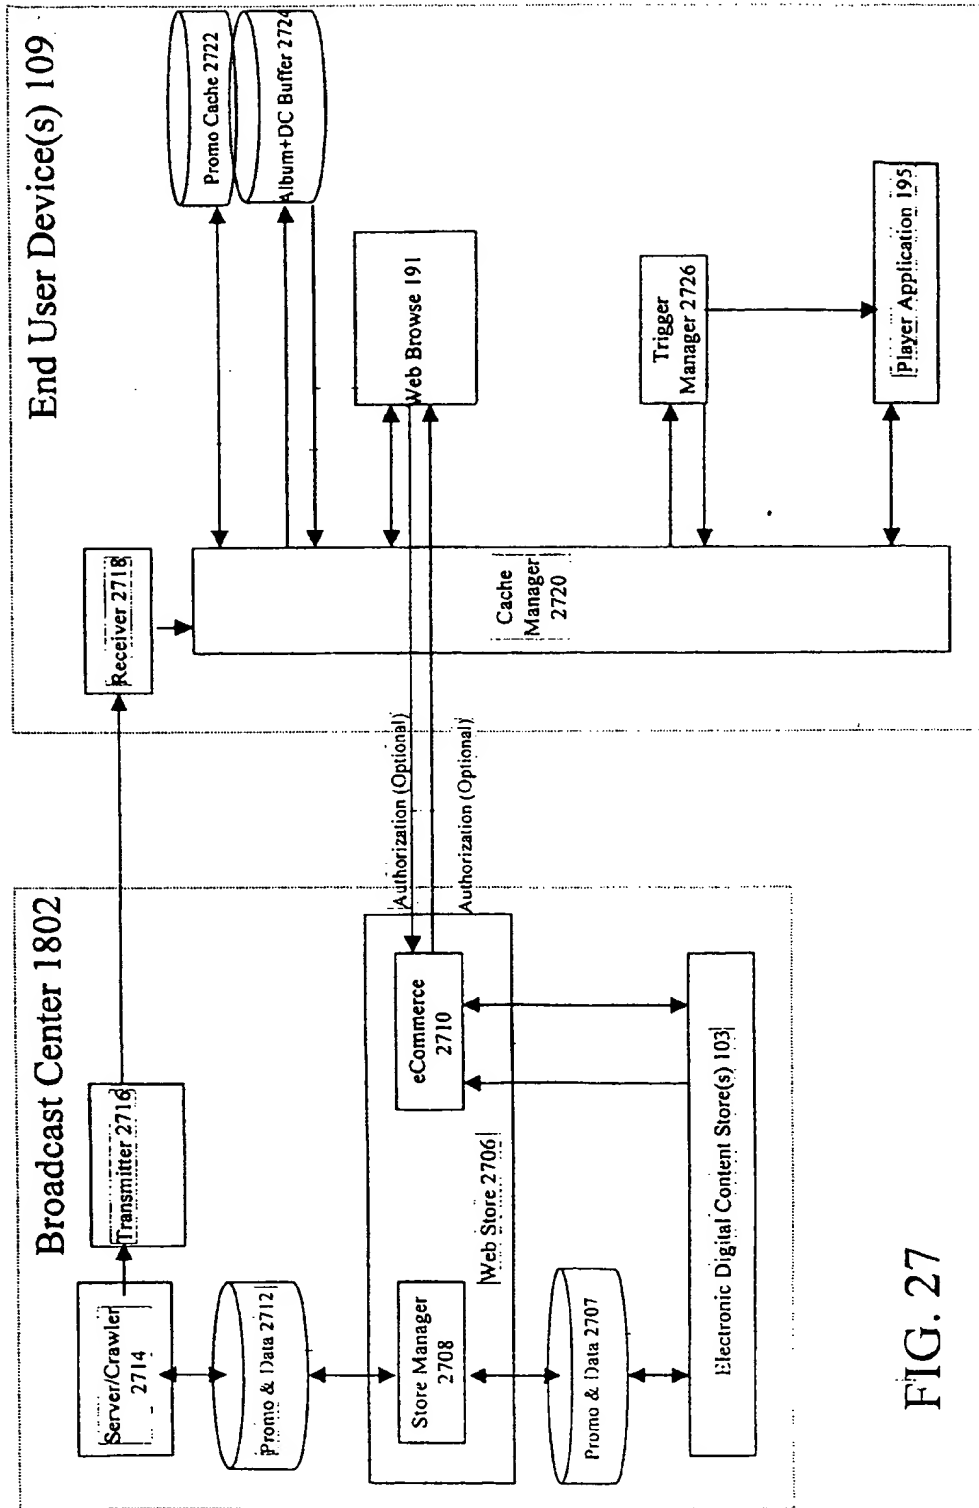 Broadcast Center 1802
Server/Crawler
2714
Transmitter 2716
Promo & Data 2712
Store Manager
2708
Web Store 2706
eCommerce
2710
Promo & Data 2707
Electronic Digital Content Store(s) 103
Authorization (Optional)
Authorization (Optional)
End User Device(s) 109
Receiver 2718
Cache
Manager
2720
Promo Cache 2722
Album+DC Buffer 2724
Web Browse 191
Trigger
Manager 2726
Player Application 195
FIG. 27